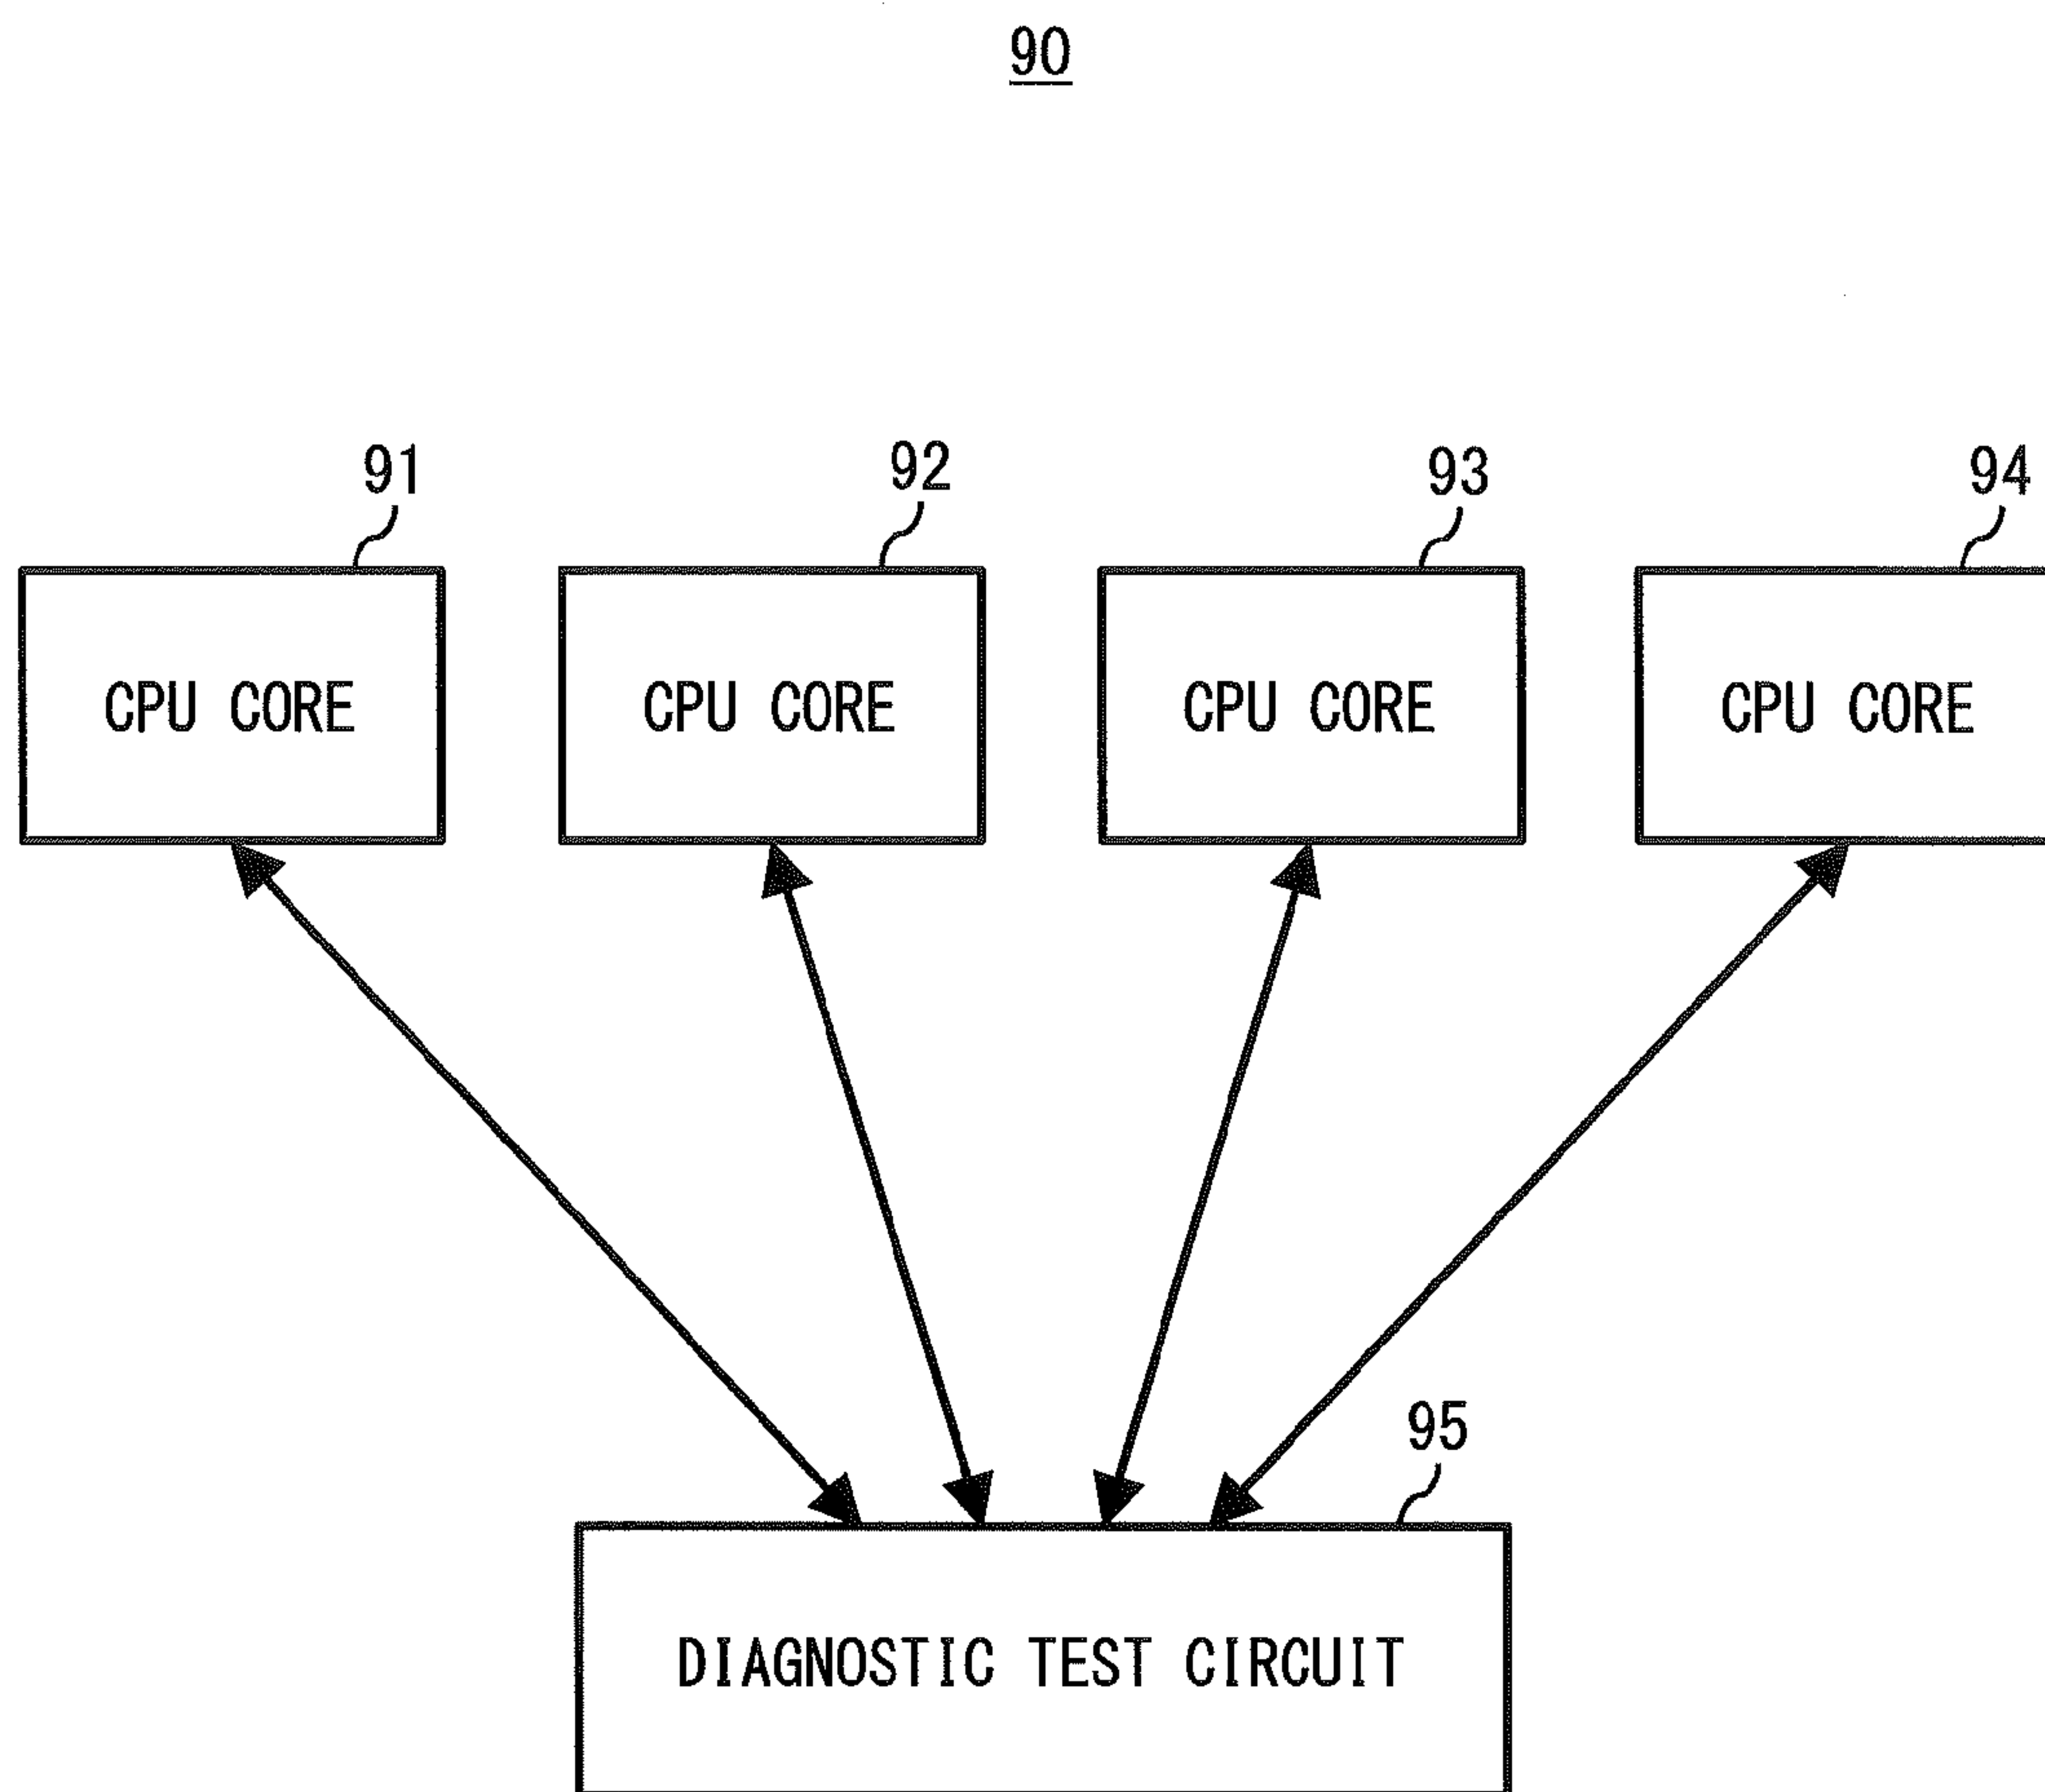 90
91
92
93
94
CPU CORE
CPU CORE
CPU CORE
CPU CORE
95
DIAGNOSTIC TEST CIRCUIT